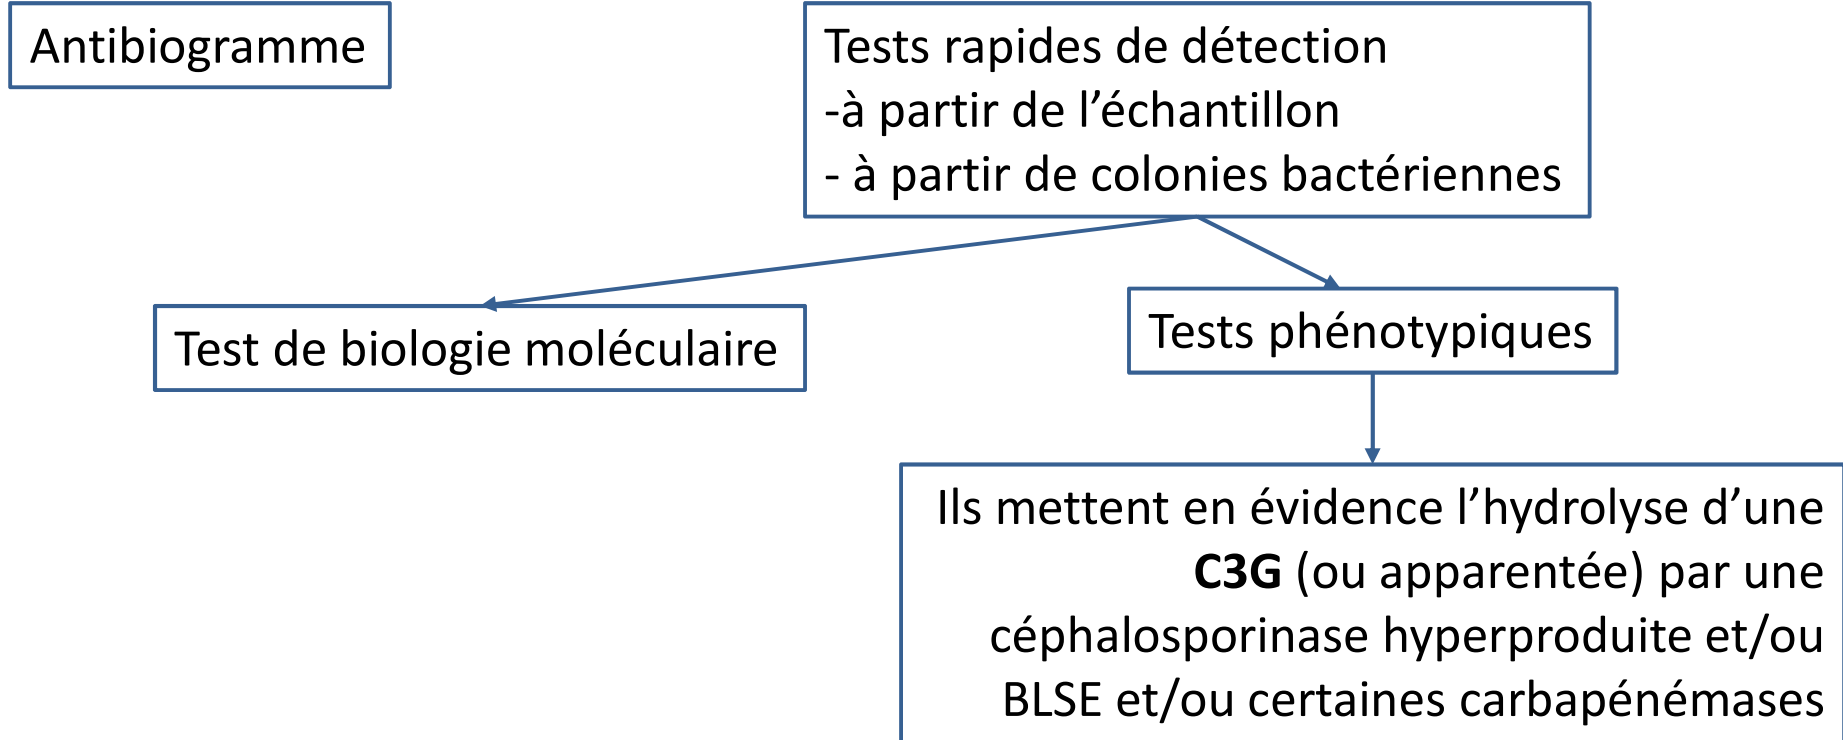 Antibiogramme
Tests rapides de détection
-à partir de l’échantillon
- à partir de colonies bactériennes
Test de biologie moléculaire
Tests phénotypiques
Ils mettent en évidence l’hydrolyse d’une
C3G (ou apparentée) par une
céphalosporinase hyperproduite et/ou
BLSE et/ou certaines carbapénémases